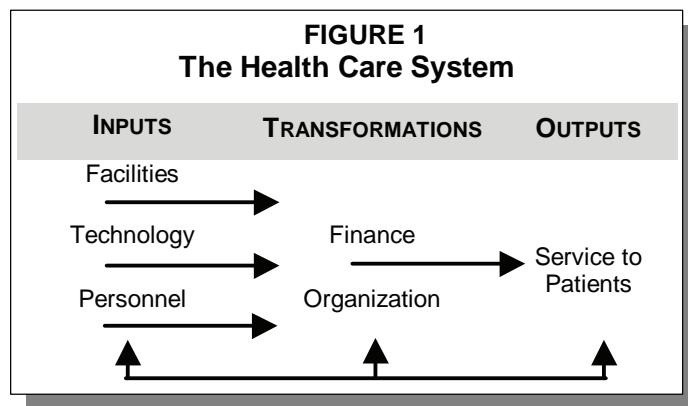 FIGURE 1
The Health Care System
INPUTS TRANSFORMATIONS OUTPUTS
Facilities
Technology Finance
Service to
Patients
Personnel Organization